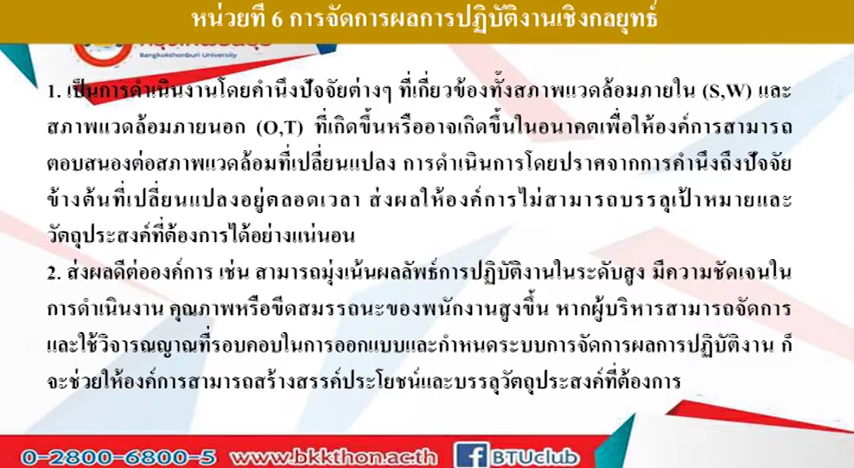 หน่วยที่ 6 การจัดการผลการปฏิบัติงานเชิงกลยุทธ์
Bangkokthonburi University
1. เป็นการดำเนินงานโดยคำนึงปัจจัยต่างๆ ที่เกี่ยวข้องทั้งสภาพแวดล้อมภายใน (S,W) และ
สภาพแวดล้อมภายนอก (O,T) ที่เกิดขึ้นหรืออาจเกิดขึ้นในอนาคตเพื่อให้องค์การสามารถ
ตอบสนองต่อสภาพแวดล้อมที่เปลี่ยนแปลง การดำเนินการโดยปราศจากการคำนึงถึงปัจจัย
ข้างต้นที่เปลี่ยนแปลงอยู่ตลอดเวลา ส่งผลให้องค์การไม่สามารถบรรลุเป้าหมายและ
วัตถุประสงค์ที่ต้องการได้อย่างแน่นอน
2. ส่งผลดีต่อองค์การ เช่น สามารถมุ่งเน้นผลลัพธ์การปฏิบัติงานในระดับสูง มีความชัดเจนใน
การดำเนินงาน คุณภาพหรือขีดสมรรถนะของพนักงานสูงขึ้น หากผู้บริหารสามารถจัดการ
และใช้วิจารณญาณที่รอบคอบในการออกแบบและกำหนดระบบการจัดการผลการปฏิบัติงาน ก็
จะช่วยให้องค์การสามารถสร้างสรรค์ประโยชน์และบรรลุวัตถุประสงค์ที่ต้องการ
0-2800-6800-5 www.bkkthon.ac.th f BTUclub